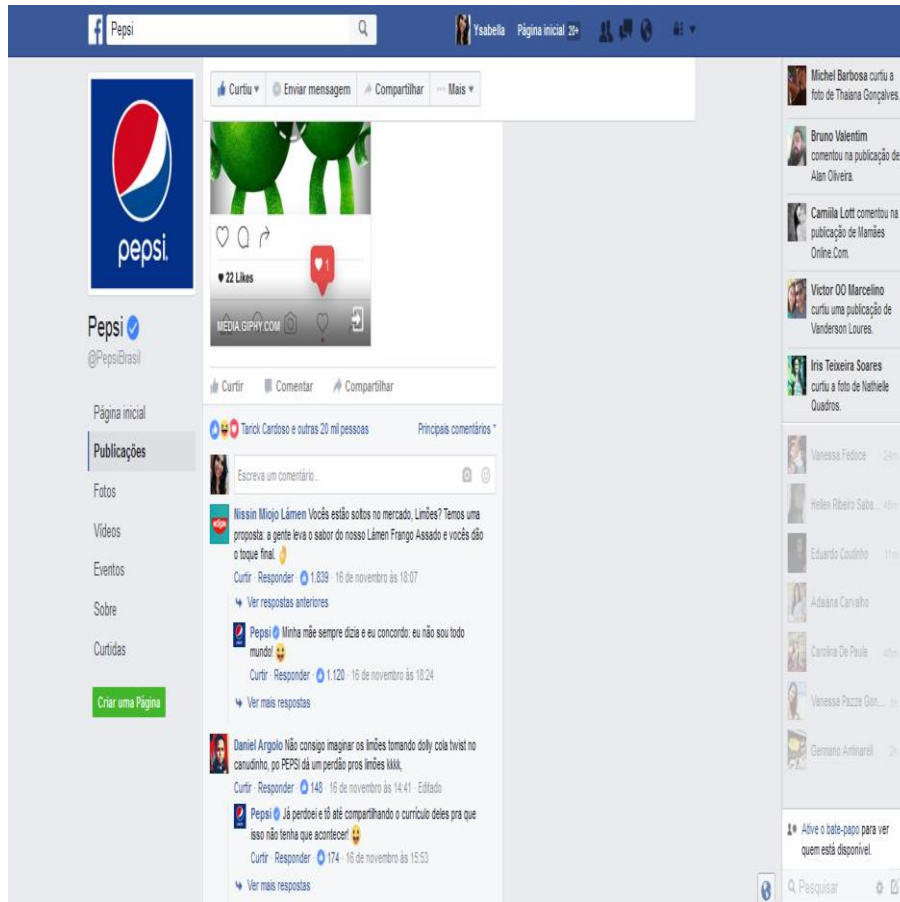 Pepsi
Ysabella Página inicial 20+
Curtiu Enviar mensagem Compartilhar Mais
pepsi.
22 Likes
1
MEDIA.GIPHY.COM
Pepsi
@PepsiBrasil
Página inicial
Publicações
Fotos
Vídeos
Eventos
Sobre
Curtidas
Criar uma Página
Curtir Comentar Compartilhar
Tarick Cardoso e outras 20 mil pessoas Principais comentários
Escreva um comentário...
Nissin Miojo Lámen Vocês estão soltos no mercado, Limões? Temos uma
proposta: a gente leva o sabor do nosso Lámen Frango Assado e vocês dão
o toque final. 👌
Curtir · Responder · 1.839 · 16 de novembro às 18:07
Ver respostas anteriores
Pepsi Minha mãe sempre dizia e eu concordo: eu não sou todo
mundo! 😜
Curtir · Responder · 1.120 · 16 de novembro às 18:24
Ver mais respostas
Daniel Argolo Não consigo imaginar os limões tomando dolly cola twist no
canudinho, po PEPSI dá um perdão pros limões kkkk,
Curtir · Responder · 148 · 16 de novembro às 14:41 · Editado
Pepsi Já perdoei e tô até compartilhando o currículo deles pra que
isso não tenha que acontecer! 😜
Curtir · Responder · 174 · 16 de novembro às 15:53
Ver mais respostas
Michel Barbosa curtiu a
foto de Thaiana Gonçalves.
Bruno Valentim
comentou na publicação de
Alan Oliveira.
Camiila Lott comentou na
publicação de Mamães
Online.Com.
Victor OO Marcelino
curtiu uma publicação de
Vanderson Loures.
Iris Teixeira Soares
curtiu a foto de Nathielle
Quadros.
Vanessa Fedoce 24m
Hellen Ribeiro Saba...
Eduardo Coutinho 11m
Adaiana Carvalho
Carolina De Paula
Vanessa Pazze Gon...
Germano Antinareli
Ative o bate-papo para ver
quem está disponível.
Pesquisar